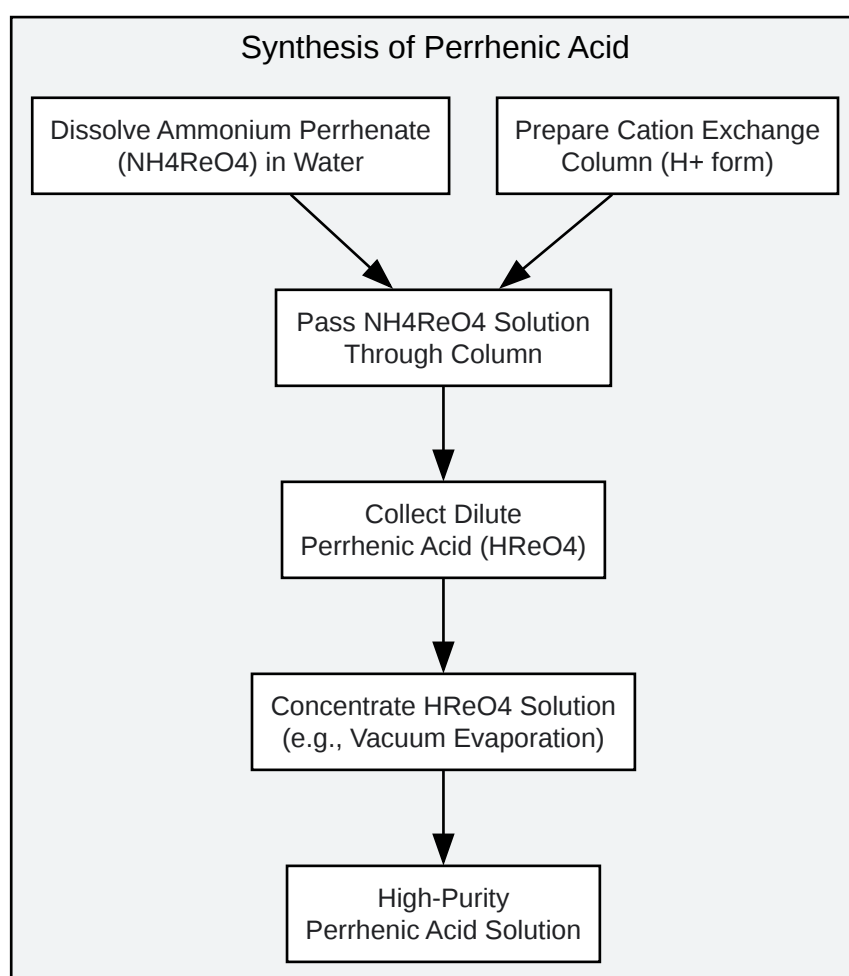 Synthesis of Perrhenic Acid
Dissolve Ammonium Perrhenate
(NH4ReO4) in Water
Prepare Cation Exchange
Column (H+ form)
Pass NH4ReO4 Solution
Through Column
Collect Dilute
Perrhenic Acid (HReO4)
Concentrate HReO4 Solution
(e.g., Vacuum Evaporation)
High-Purity
Perrhenic Acid Solution